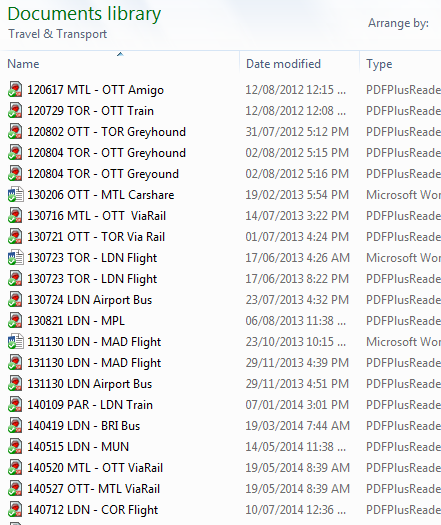 Documents library
Travel & Transport
Arrange by:
Name Date modified Type
120617 MTL - OTT Amigo 12/08/2012 12:15 ... PDFPlusReade
120729 TOR - OTT Train 12/08/2012 12:08 ... PDFPlusReade
120802 OTT - TOR Greyhound 31/07/2012 5:12 PM PDFPlusReade
120804 TOR - OTT Greyhound 02/08/2012 5:15 PM PDFPlusReade
120804 TOR - OTT Greyound 02/08/2012 5:16 PM PDFPlusReade
130206 OTT - MTL Carshare 19/02/2013 5:54 PM Microsoft Wor
130716 MTL - OTT ViaRail 14/07/2013 3:22 PM PDFPlusReade
130721 OTT - TOR Via Rail 01/07/2013 4:24 PM PDFPlusReade
130723 TOR - LDN Flight 17/06/2013 4:26 AM Microsoft Wor
130723 TOR - LDN Flight 17/06/2013 8:22 PM PDFPlusReade
130724 LDN Airport Bus 23/07/2013 4:32 PM PDFPlusReade
130821 LDN - MPL 06/08/2013 11:38 ... PDFPlusReade
131130 LDN - MAD Flight 23/10/2013 10:15 ... Microsoft Wor
131130 LDN - MAD Flight 29/11/2013 4:39 PM PDFPlusReade
131130 LDN Airport Bus 29/11/2013 4:51 PM PDFPlusReade
140109 PAR - LDN Train 07/01/2014 3:01 PM PDFPlusReade
140419 LDN - BRI Bus 19/03/2014 7:44 AM PDFPlusReade
140515 LDN - MUN 14/05/2014 11:38 ... PDFPlusReade
140520 MTL - OTT ViaRail 19/05/2014 8:39 AM PDFPlusReade
140527 OTT- MTL ViaRail 19/05/2014 8:39 AM PDFPlusReade
140712 LDN - COR Flight 10/07/2014 12:36 ... PDFPlusReade